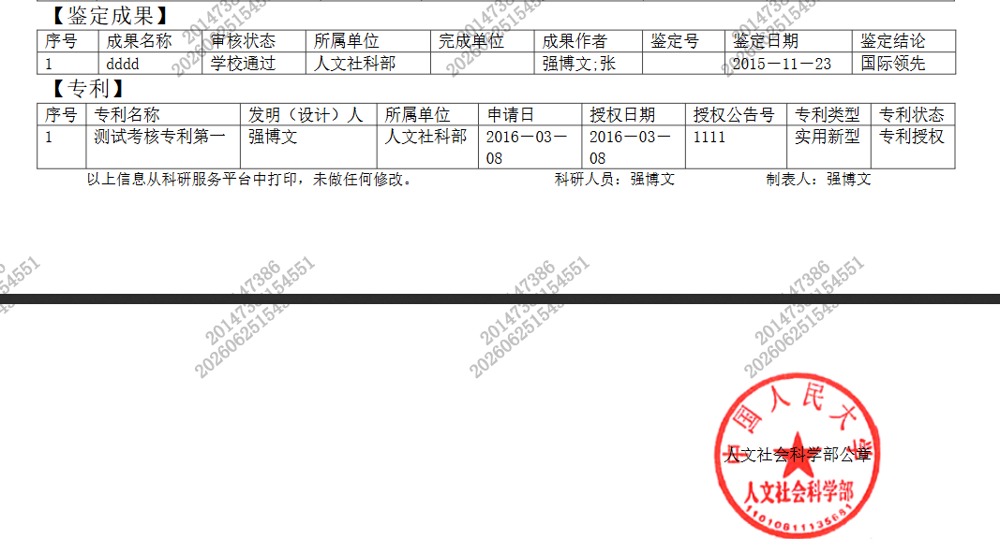 【鉴定成果】
序号 成果名称 审核状态 所属单位 完成单位 成果作者 鉴定号 鉴定日期 鉴定结论
1 dddd 学校通过 人文社科部 强博文;张 2015-11-23 国际领先
【专利】
序号 专利名称 发明（设计）人 所属单位 申请日 授权日期 授权公告号 专利类型 专利状态
1 测试考核专利第一 强博文 人文社科部 2016-03-08 2016-03-08 1111 实用新型 专利授权
以上信息从科研服务平台中打印，未做任何修改。 科研人员：强博文 制表人：强博文
20147386
20260625154551
20147386
20260625154551
20147386
20260625154551
中国人民大学
人文社会科学部公章
人文社会科学部